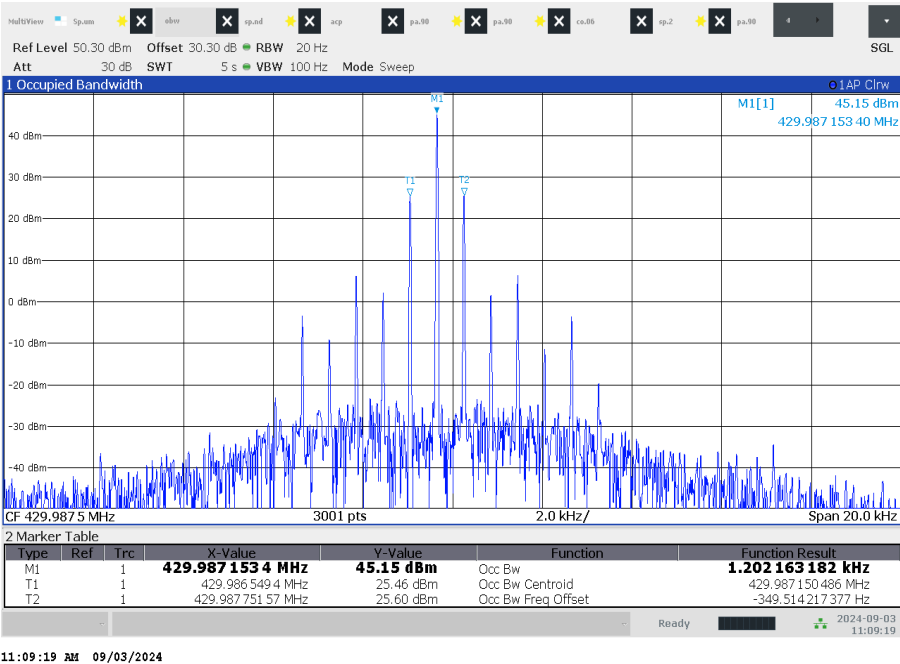 MultiView Sp.um obw sp.nd acp pa.90 pa.90 co.06 sp.2 pa.90
Ref Level 50.30 dBm Offset 30.30 dB RBW 20 Hz SGL
Att 30 dB SWT 5 s VBW 100 Hz Mode Sweep
1 Occupied Bandwidth 1AP Clrw
M1 M1[1] 45.15 dBm
429.987 153 40 MHz
40 dBm
T1 T2
30 dBm
20 dBm
10 dBm
0 dBm
-10 dBm
-20 dBm
-30 dBm
-40 dBm
CF 429.9875 MHz 3001 pts 2.0 kHz/ Span 20.0 kHz
2 Marker Table
Type Ref Trc X-Value Y-Value Function Function Result
M1 1 429.987 153 4 MHz 45.15 dBm Occ Bw 1.202 163 182 kHz
T1 1 429.986 549 4 MHz 25.46 dBm Occ Bw Centroid 429.987 150 486 MHz
T2 1 429.987 751 57 MHz 25.60 dBm Occ Bw Freq Offset -349.514 217 377 Hz
Ready 2024-09-03
11:09:19
11:09:19 AM 09/03/2024